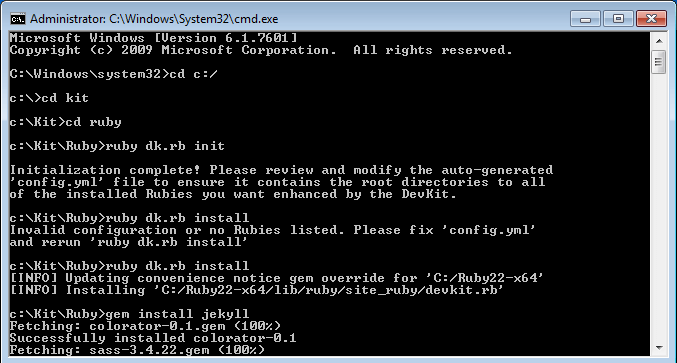 Administrator: C:\Windows\System32\cmd.exe
Microsoft Windows [Version 6.1.7601]
Copyright (c) 2009 Microsoft Corporation.  All rights reserved.
C:\Windows\system32>cd c:/
c:\>cd kit
c:\Kit>cd ruby
c:\Kit\Ruby>ruby dk.rb init
Initialization complete! Please review and modify the auto-generated
'config.yml' file to ensure it contains the root directories to all
of the installed Rubies you want enhanced by the DevKit.
c:\Kit\Ruby>ruby dk.rb install
Invalid configuration or no Rubies listed. Please fix 'config.yml'
and rerun 'ruby dk.rb install'
c:\Kit\Ruby>ruby dk.rb install
[INFO] Updating convenience notice gem override for 'C:/Ruby22-x64'
[INFO] Installing 'C:/Ruby22-x64/lib/ruby/site_ruby/devkit.rb'
c:\Kit\Ruby>gem install jekyll
Fetching: colorator-0.1.gem (100%)
Successfully installed colorator-0.1
Fetching: sass-3.4.22.gem (100%)